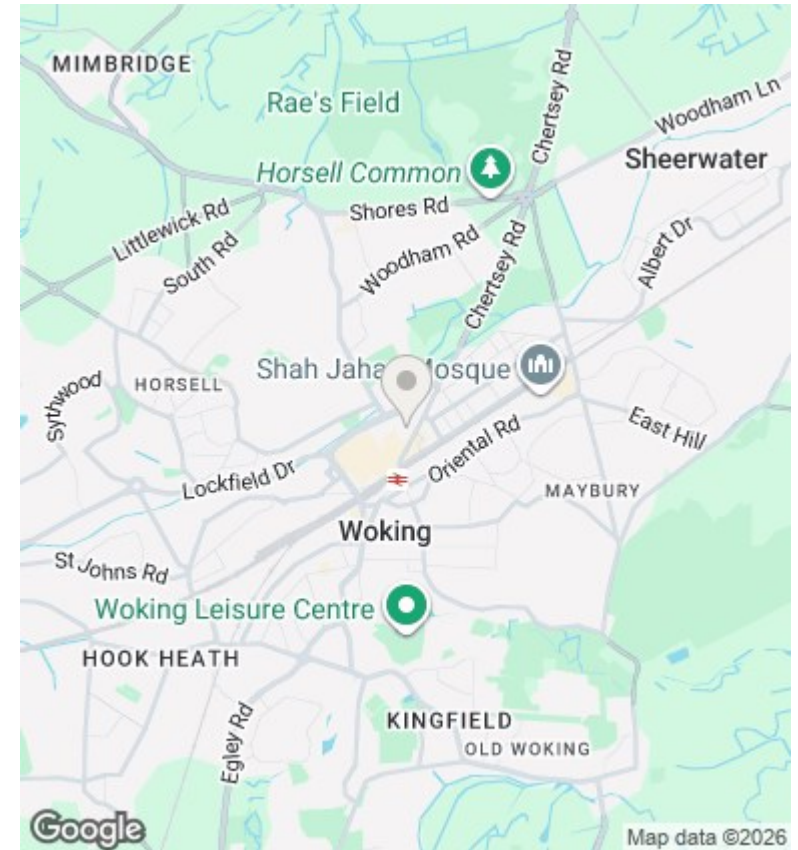 MIMBRIDGE
Rae's Field
Chertsey Rd
Woodham Ln
Sheerwater
Horsell Common
Shores Rd
Littlewick Rd
South Rd
Woodham Rd
Chertsey Rd
Albert Dr
Shah Jaha Mosque
HORSELL
Sythwood
East Hill
Oriental Rd
Lockfield Dr
MAYBURY
Woking
St Johns Rd
Woking Leisure Centre
HOOK HEATH
KINGFIELD
OLD WOKING
Egley Rd
Google
Map data ©2026